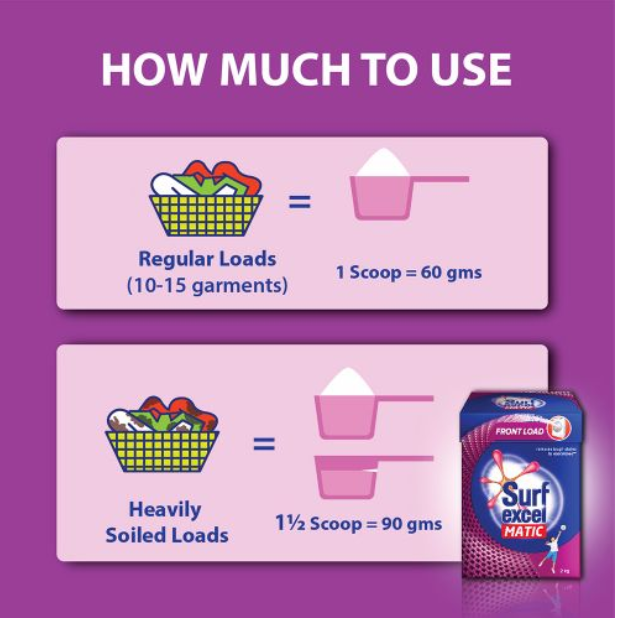 HOW MUCH TO USE
Regular Loads
(10-15 garments)
=
1 Scoop = 60 gms
Heavily
Soiled Loads
=
1½ Scoop = 90 gms
FRONT LOAD
Surf
excel
MATIC